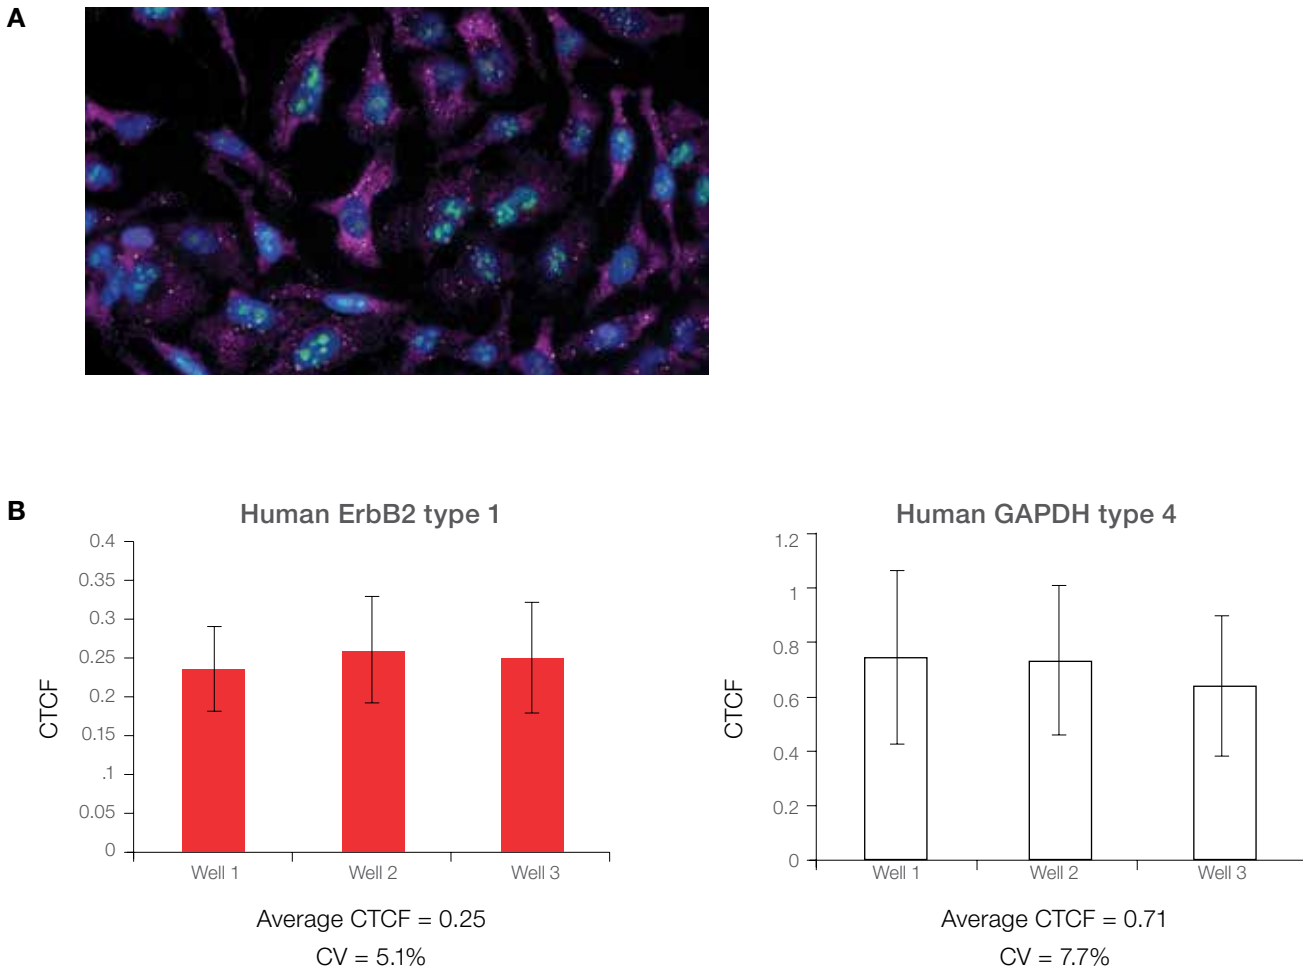 A
B
Human ErbB2 type 1
0.4
0.35
0.3
0.25
0.2
0.15
.1
0.05
0
CTCF
Well 1 Well 2 Well 3
Average CTCF = 0.25
CV = 5.1%
Human GAPDH type 4
1.2
1
0.8
0.6
0.4
0.2
0
CTCF
Well 1 Well 2 Well 3
Average CTCF = 0.71
CV = 7.7%